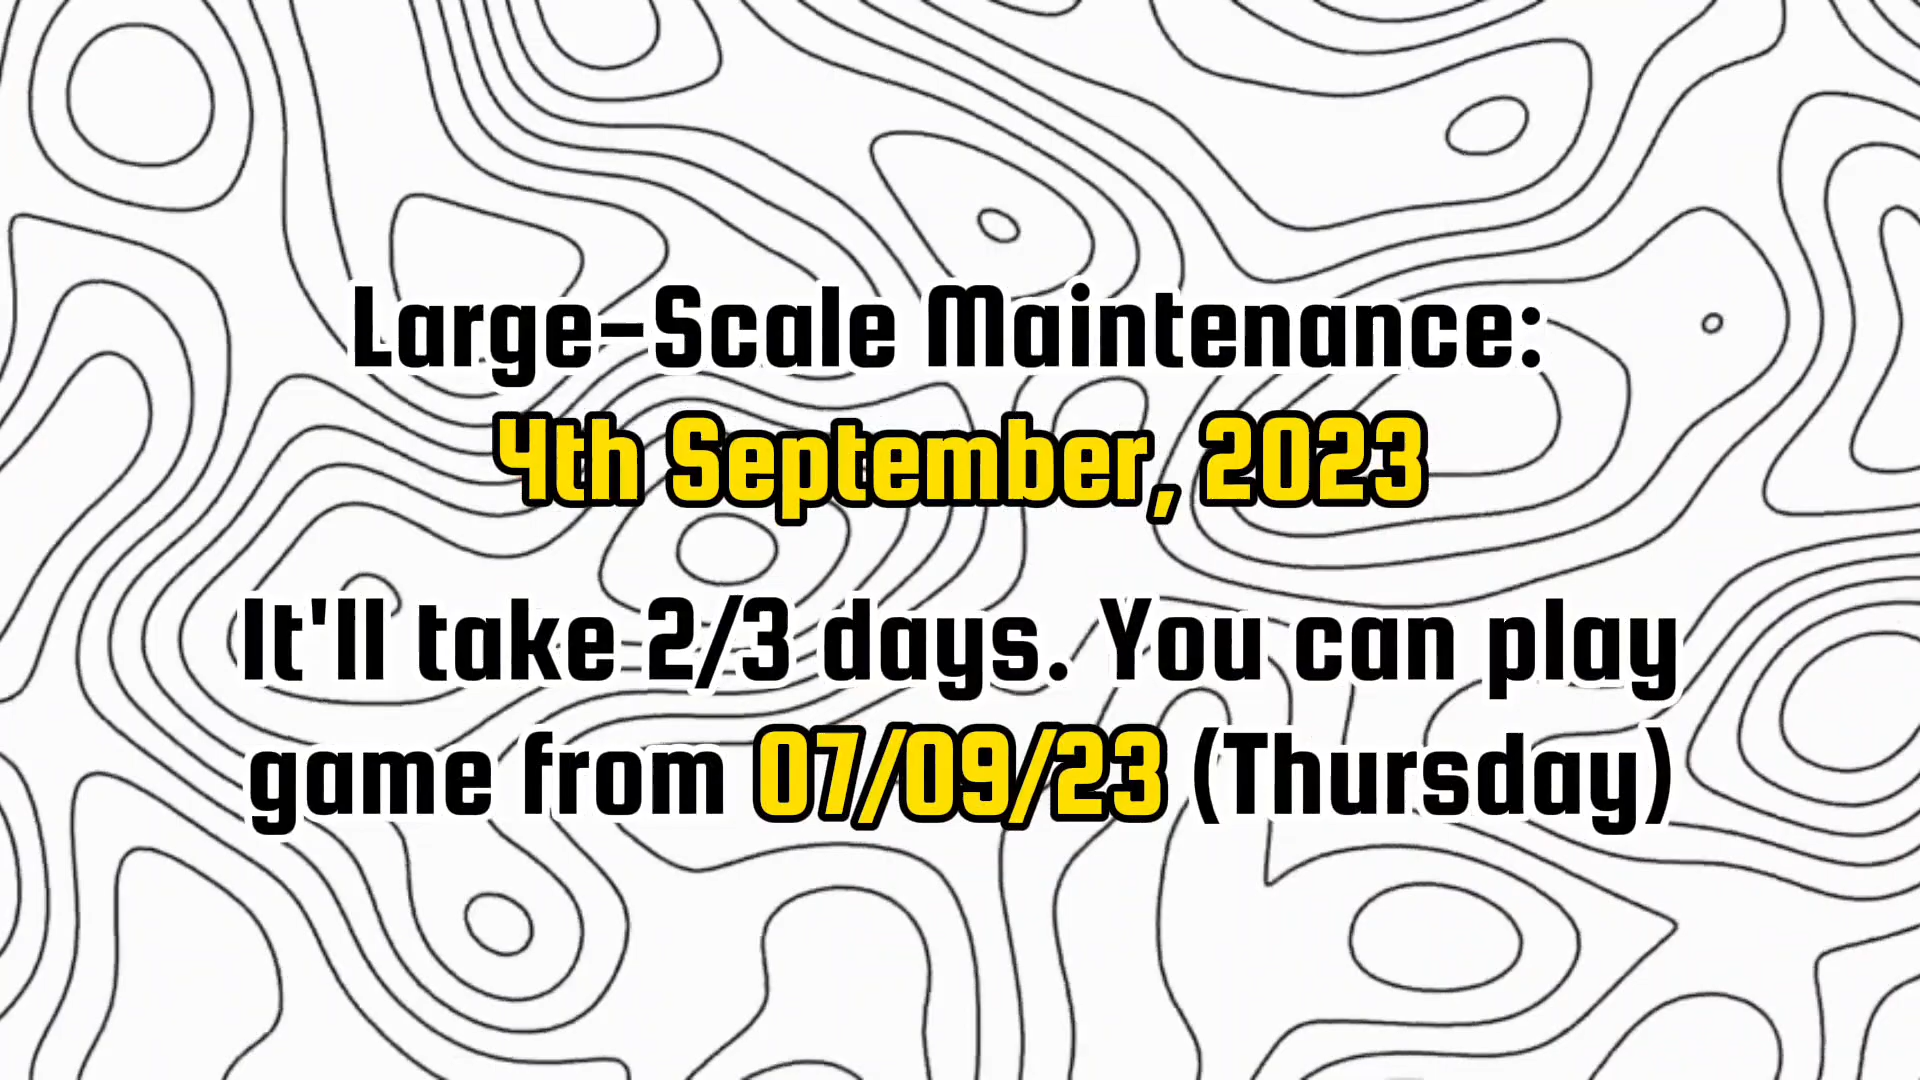 Large-Scale Maintenance:
4th September, 2023
It'll take 2/3 days. You can play
game from 07/09/23 (Thursday)